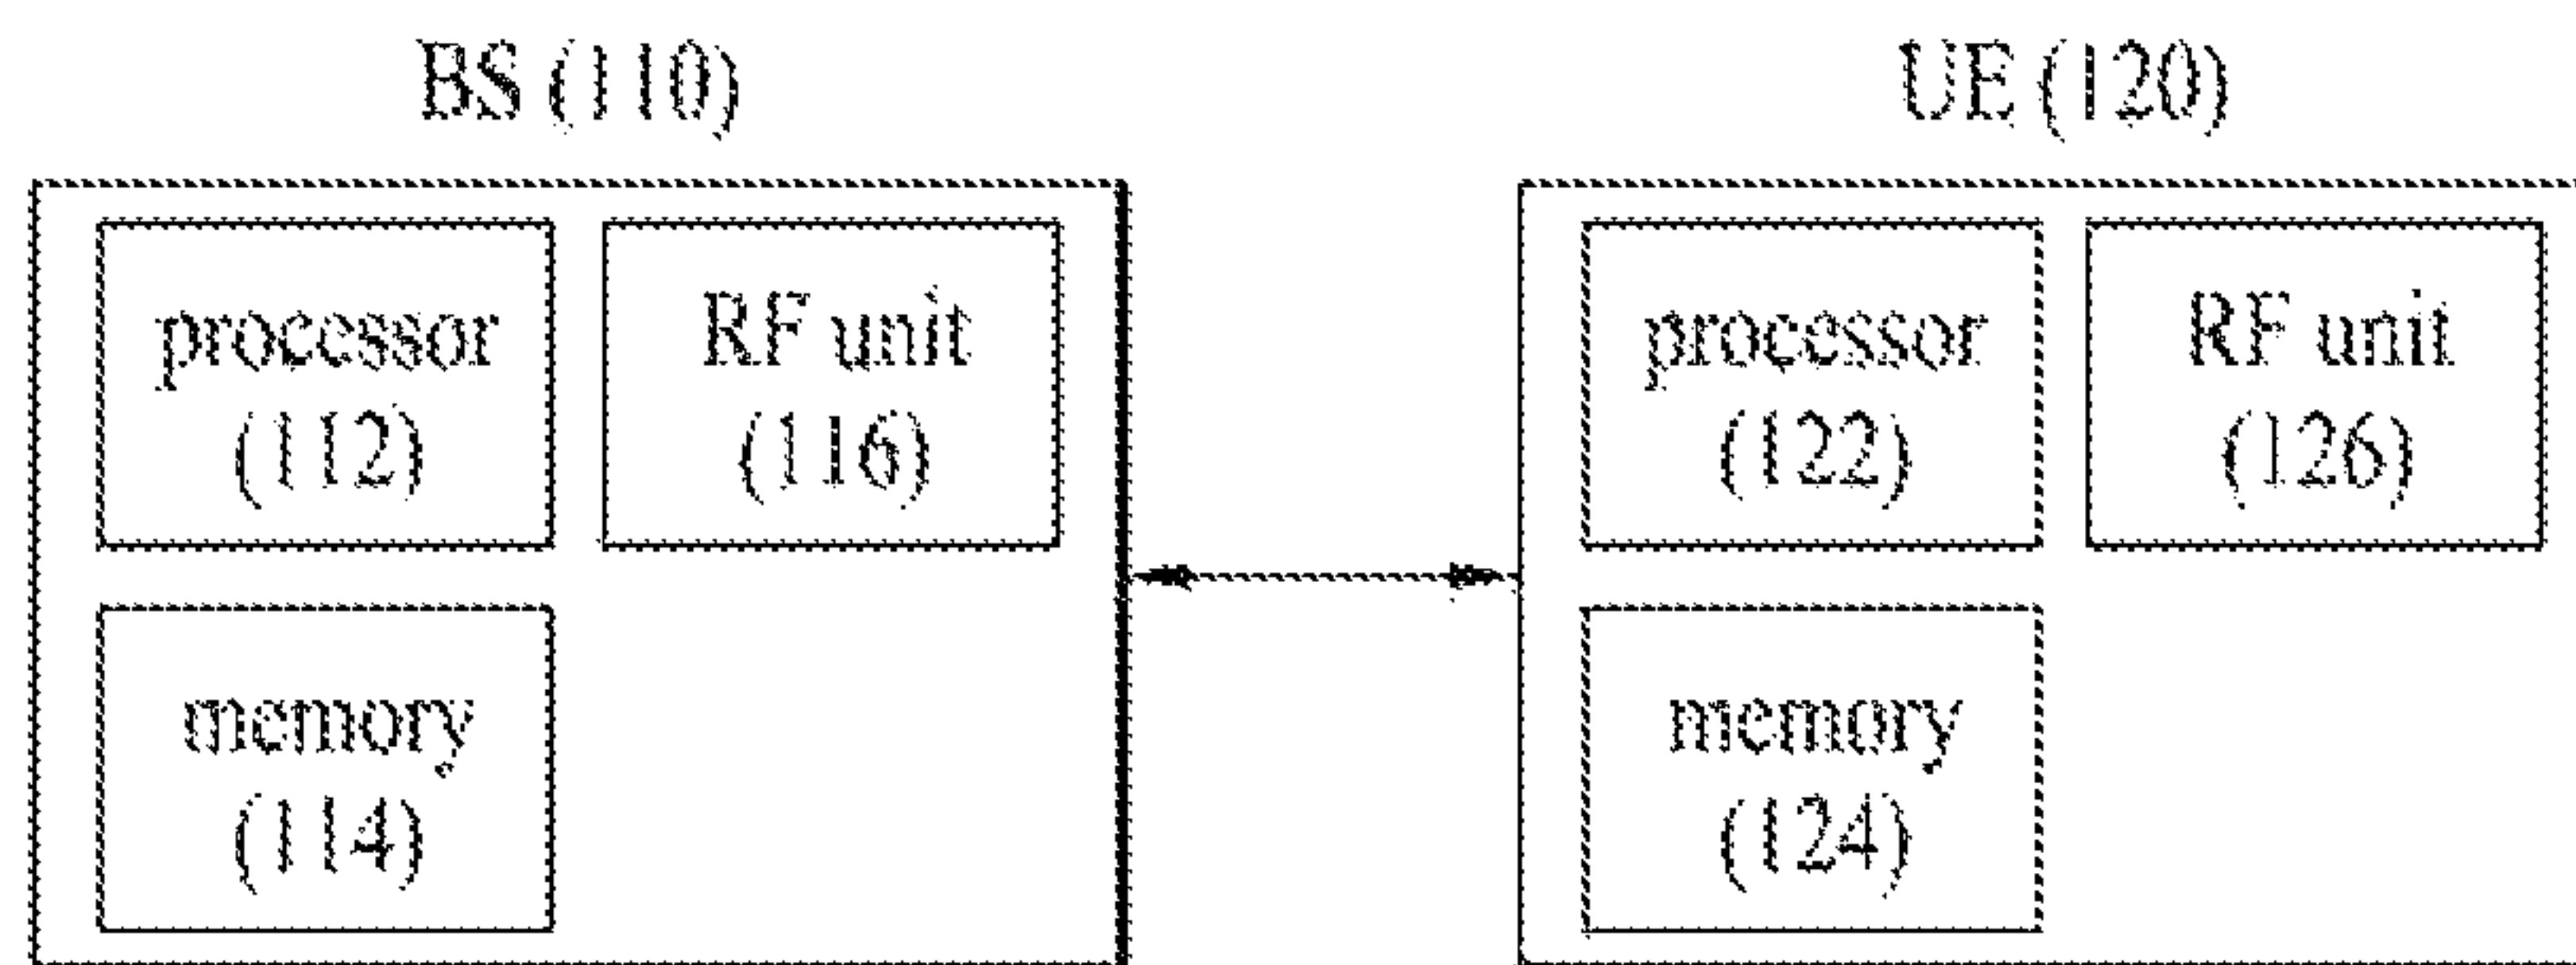 BS (110)
UE (120)
processor
(112)
RF unit
(116)
memory
(114)
processor
(122)
RF unit
(126)
memory
(124)